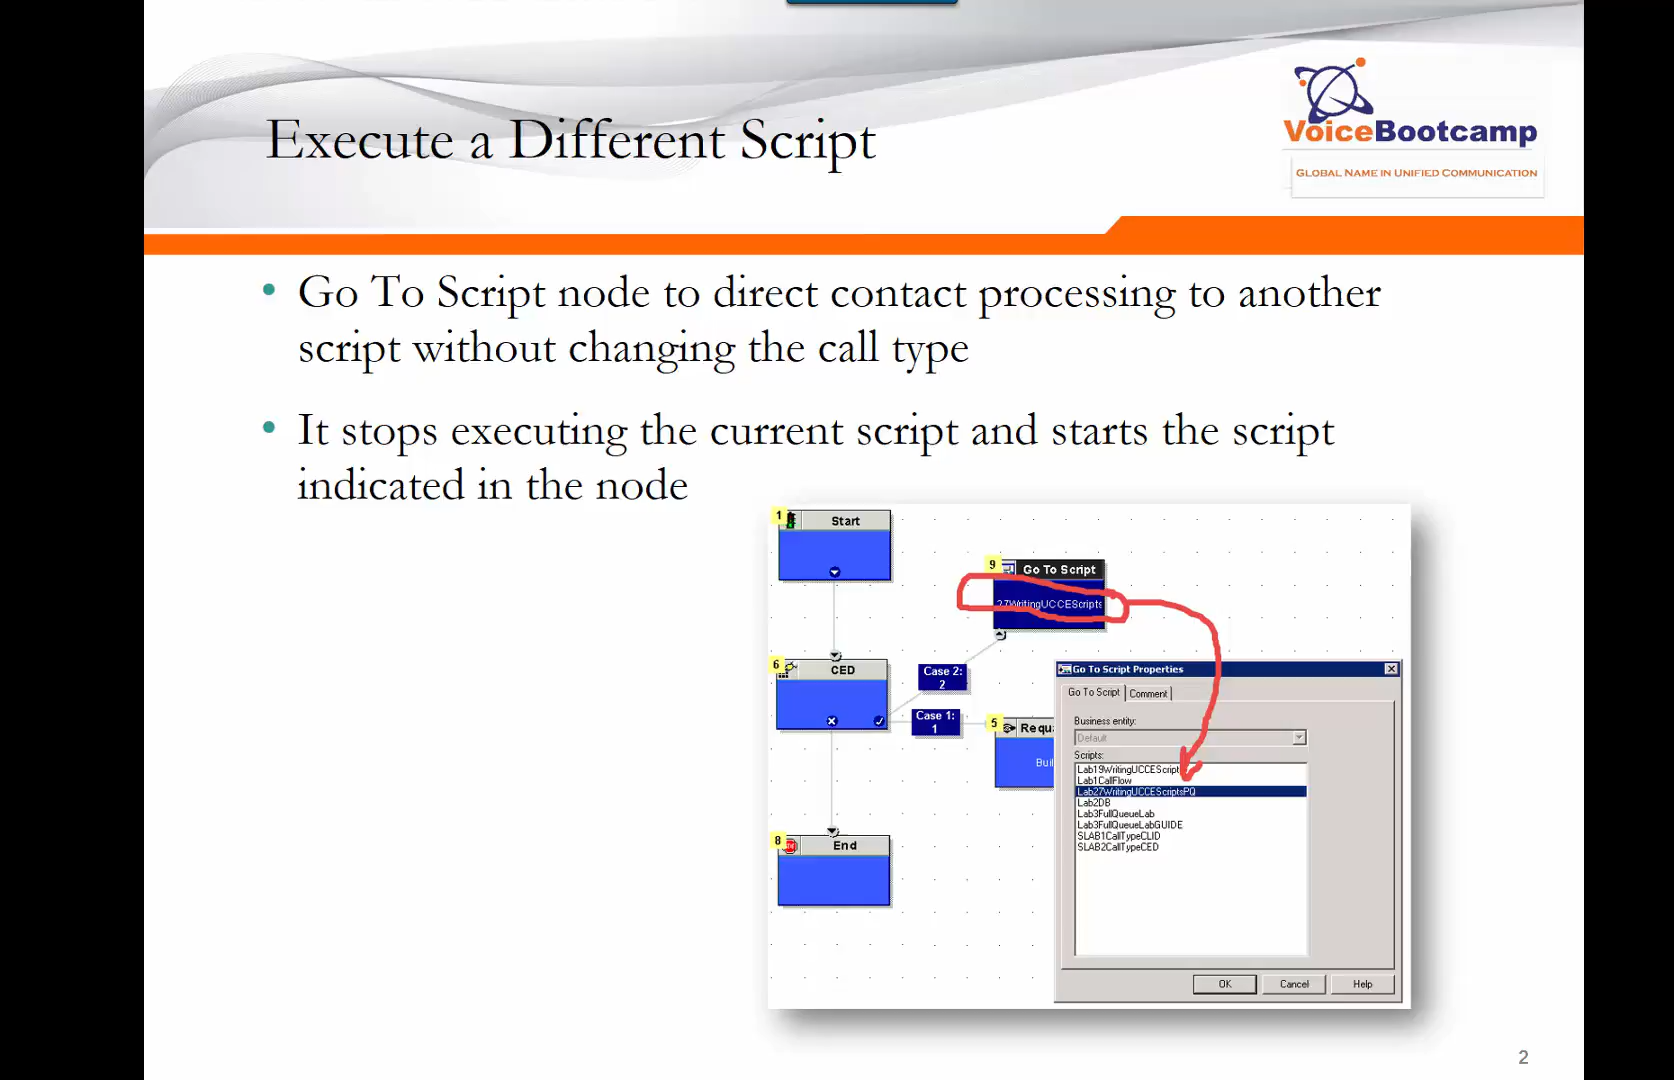 Execute a Different Script
VoiceBootcamp
GLOBAL NAME IN UNIFIED COMMUNICATION
• Go To Script node to direct contact processing to another
script without changing the call type
• It stops executing the current script and starts the script
indicated in the node
1
Start
9
Go To Script
27WritingUCCEScripts
6
CED
Case 2:
2
Case 1:
1
5
Requ
Bui
8
End
Go To Script Properties
Go To Script
Comment
Business entity:
Default
Scripts:
Lab19WritingUCCEScript
Lab1CallFlow
Lab27WritingUCCEScriptsPQ
Lab2DB
Lab3FullQueueLab
Lab3FullQueueLabGUIDE
SLAB1CallTypeCLID
SLAB2CallTypeCED
OK
Cancel
Help
2